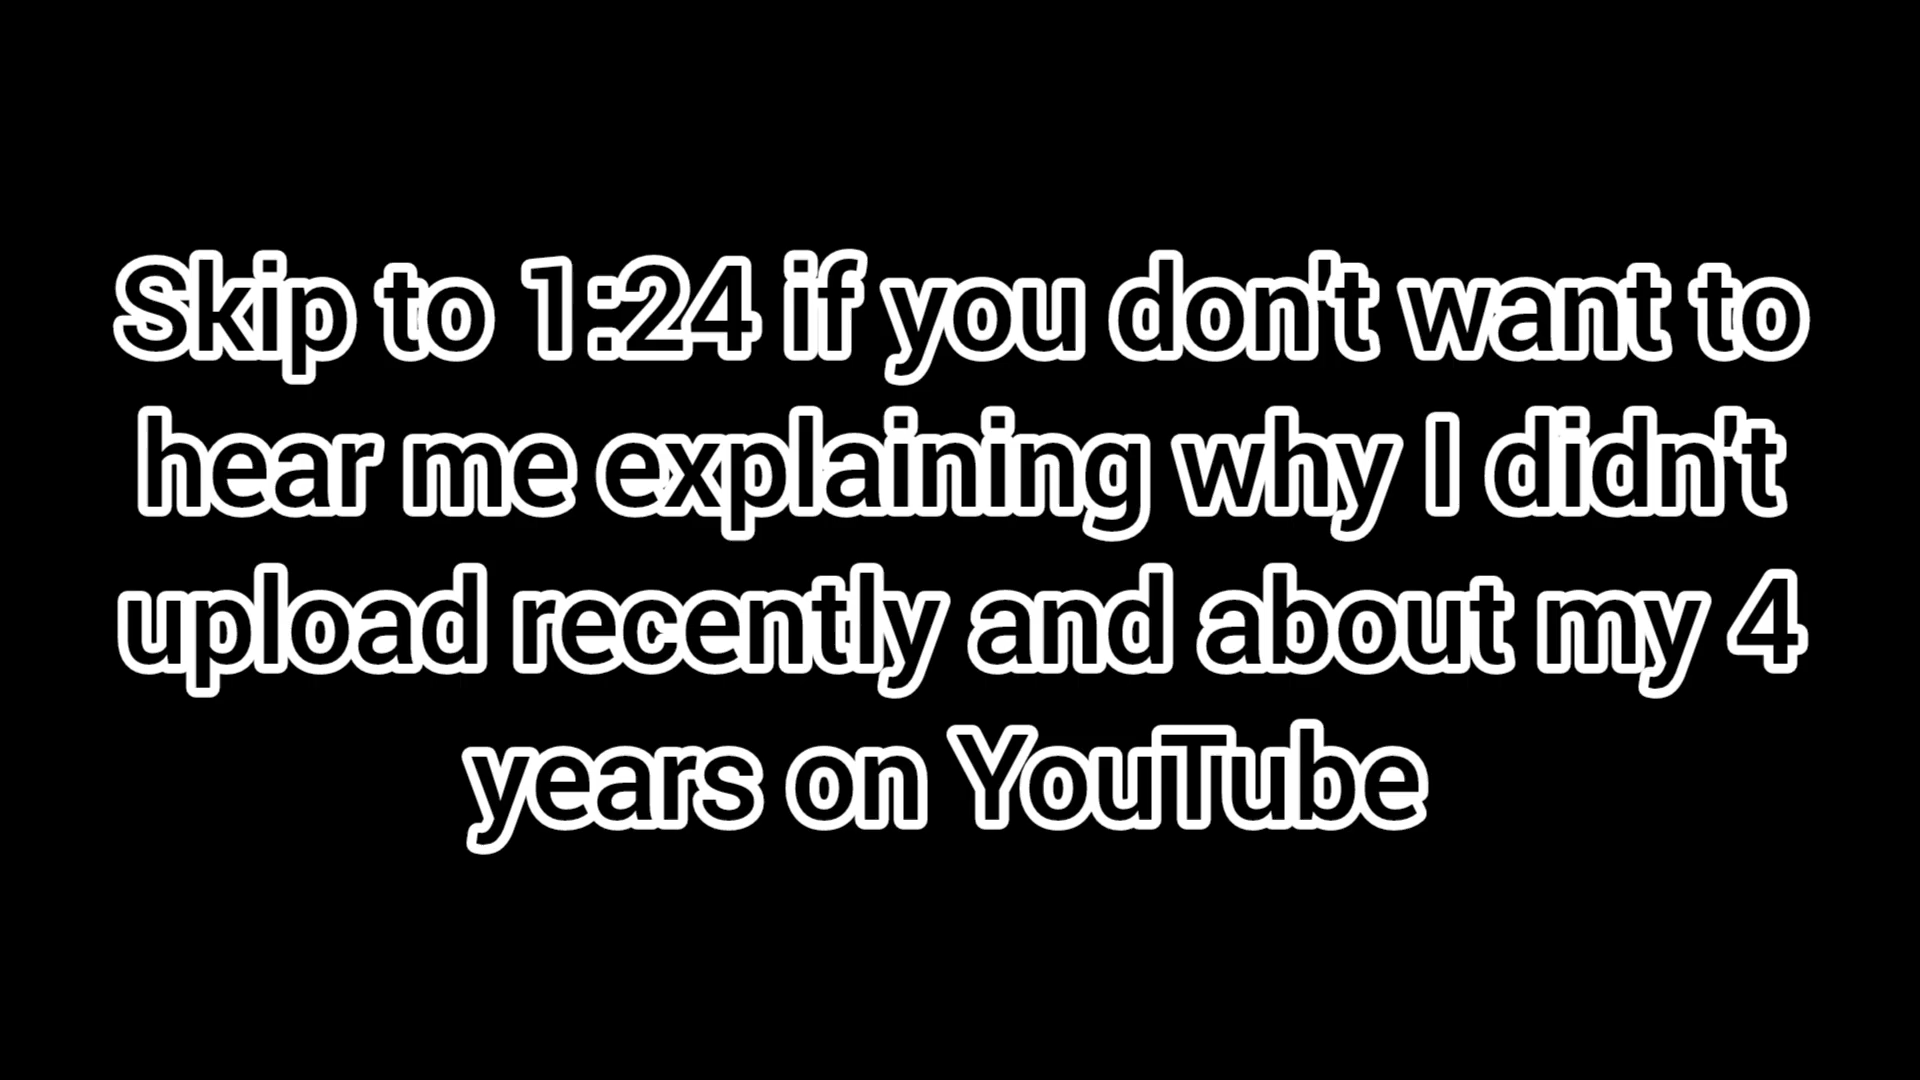 Skip to 1:24 if you don't want to
hear me explaining why I didn't
upload recently and about my 4
years on YouTube